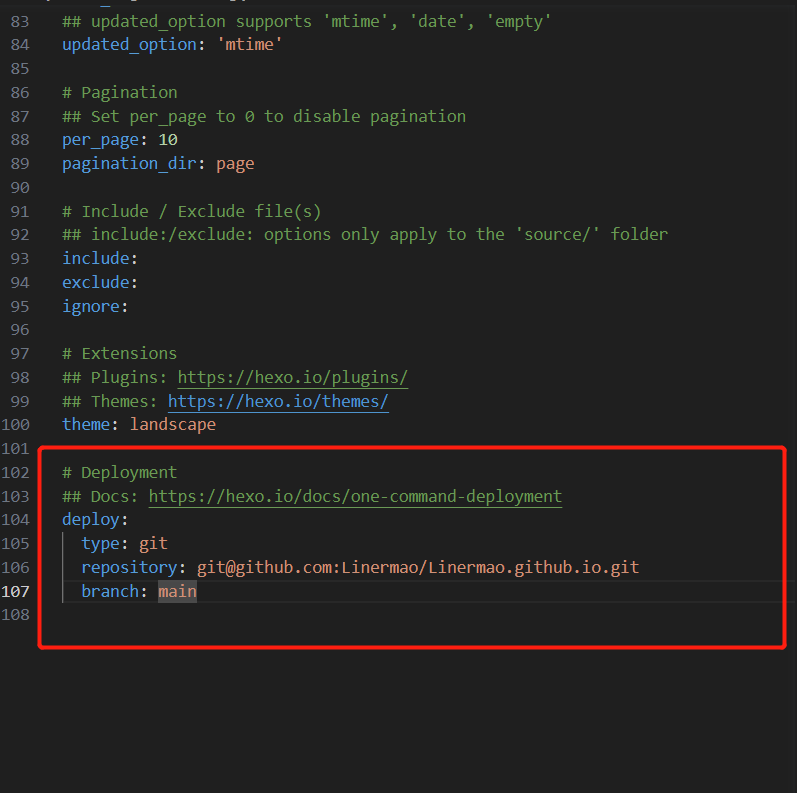 83 ## updated_option supports 'mtime', 'date', 'empty'
84 updated_option: 'mtime'
85
86 # Pagination
87 ## Set per_page to 0 to disable pagination
88 per_page: 10
89 pagination_dir: page
90
91 # Include / Exclude file(s)
92 ## include:/exclude: options only apply to the 'source/' folder
93 include:
94 exclude:
95 ignore:
96
97 # Extensions
98 ## Plugins: https://hexo.io/plugins/
99 ## Themes: https://hexo.io/themes/
100 theme: landscape
101
102 # Deployment
103 ## Docs: https://hexo.io/docs/one-command-deployment
104 deploy:
105   type: git
106   repository: git@github.com:Linermao/Linermao.github.io.git
107   branch: main
108